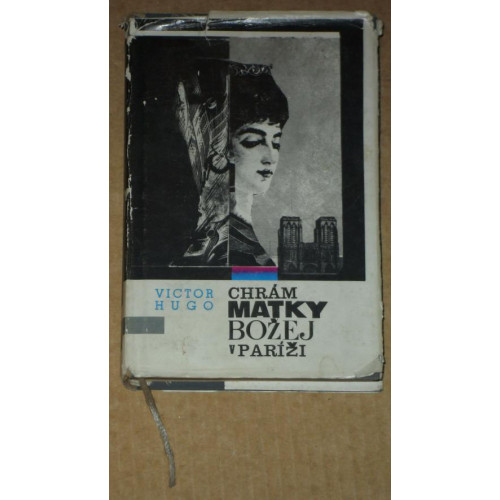 VICTOR
HUGO
CHRÁM
MATKY
BOŽEJ
V PARÍŽI